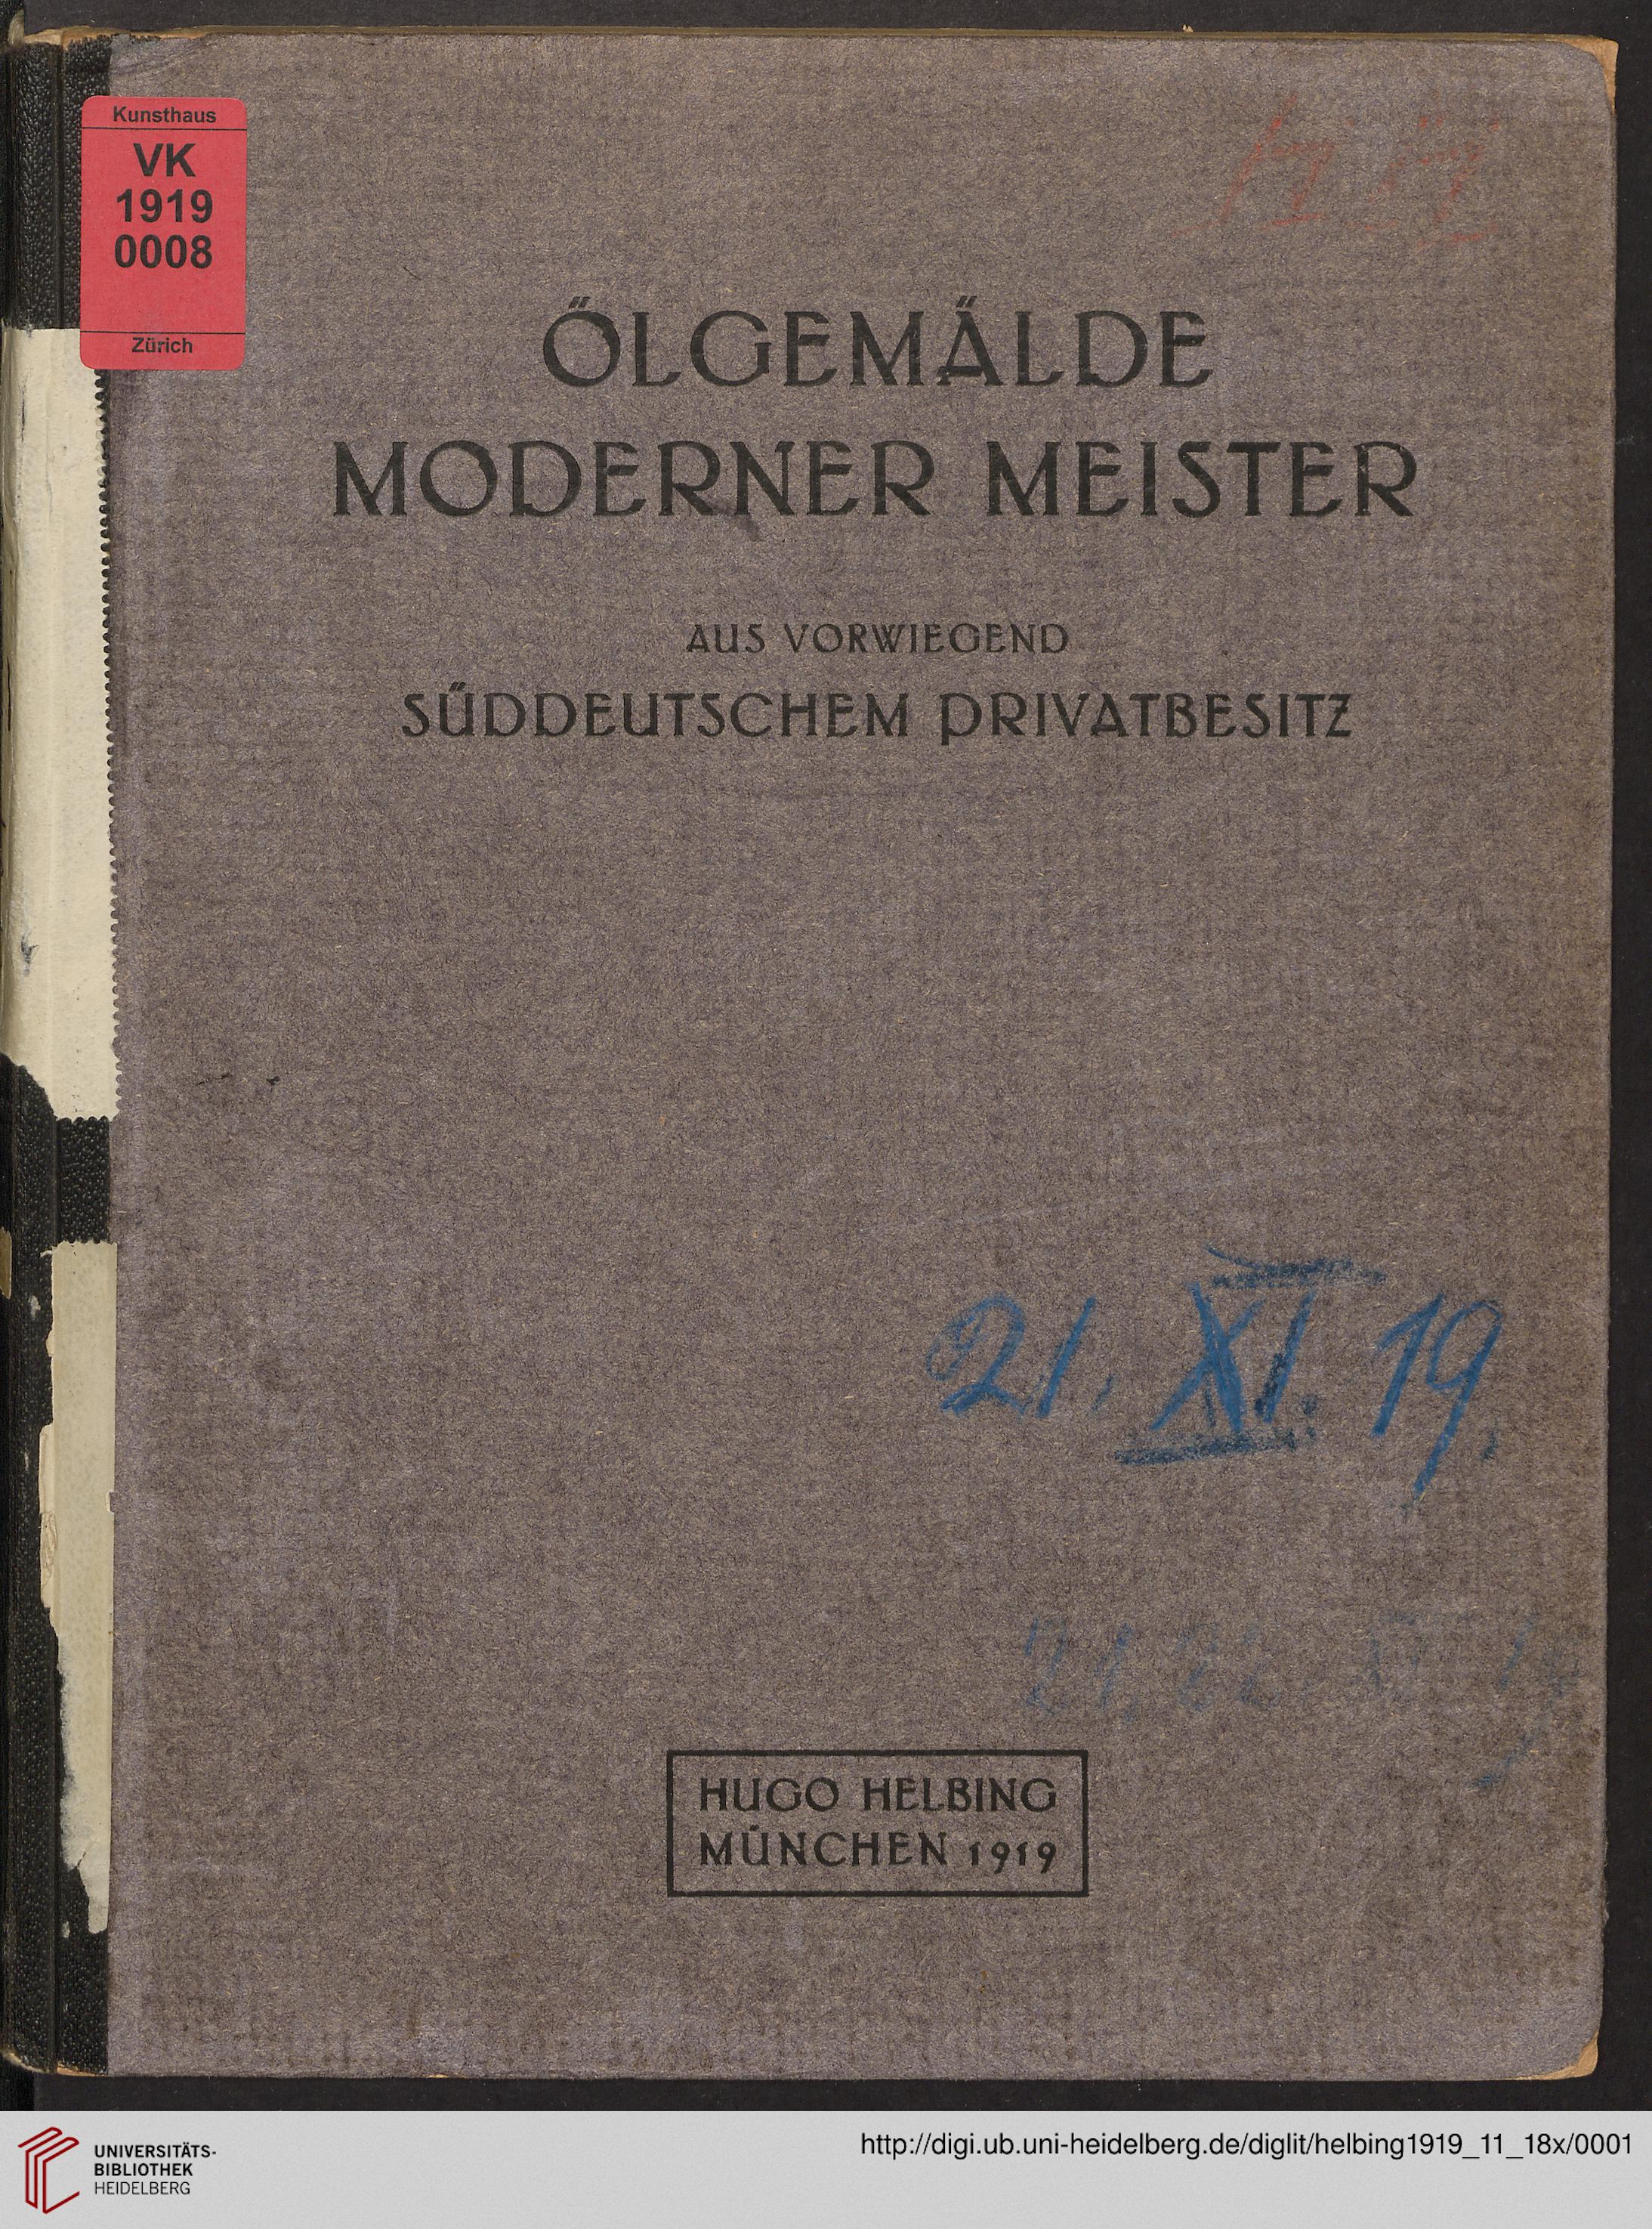 Kunsthaus
VK
1919
0008
Zürich
ÖLGEMÄLDE
MODERNER MEISTER
AUS VORWIEGEND
SÜDDEUTSCHEM PRIVATBESITZ
21. XI. 19.
HUGO HELBING
MÜNCHEN 1919
UNIVERSITÄTS-
BIBLIOTHEK
HEIDELBERG
http://digi.ub.uni-heidelberg.de/diglit/helbing1919_11_18x/0001